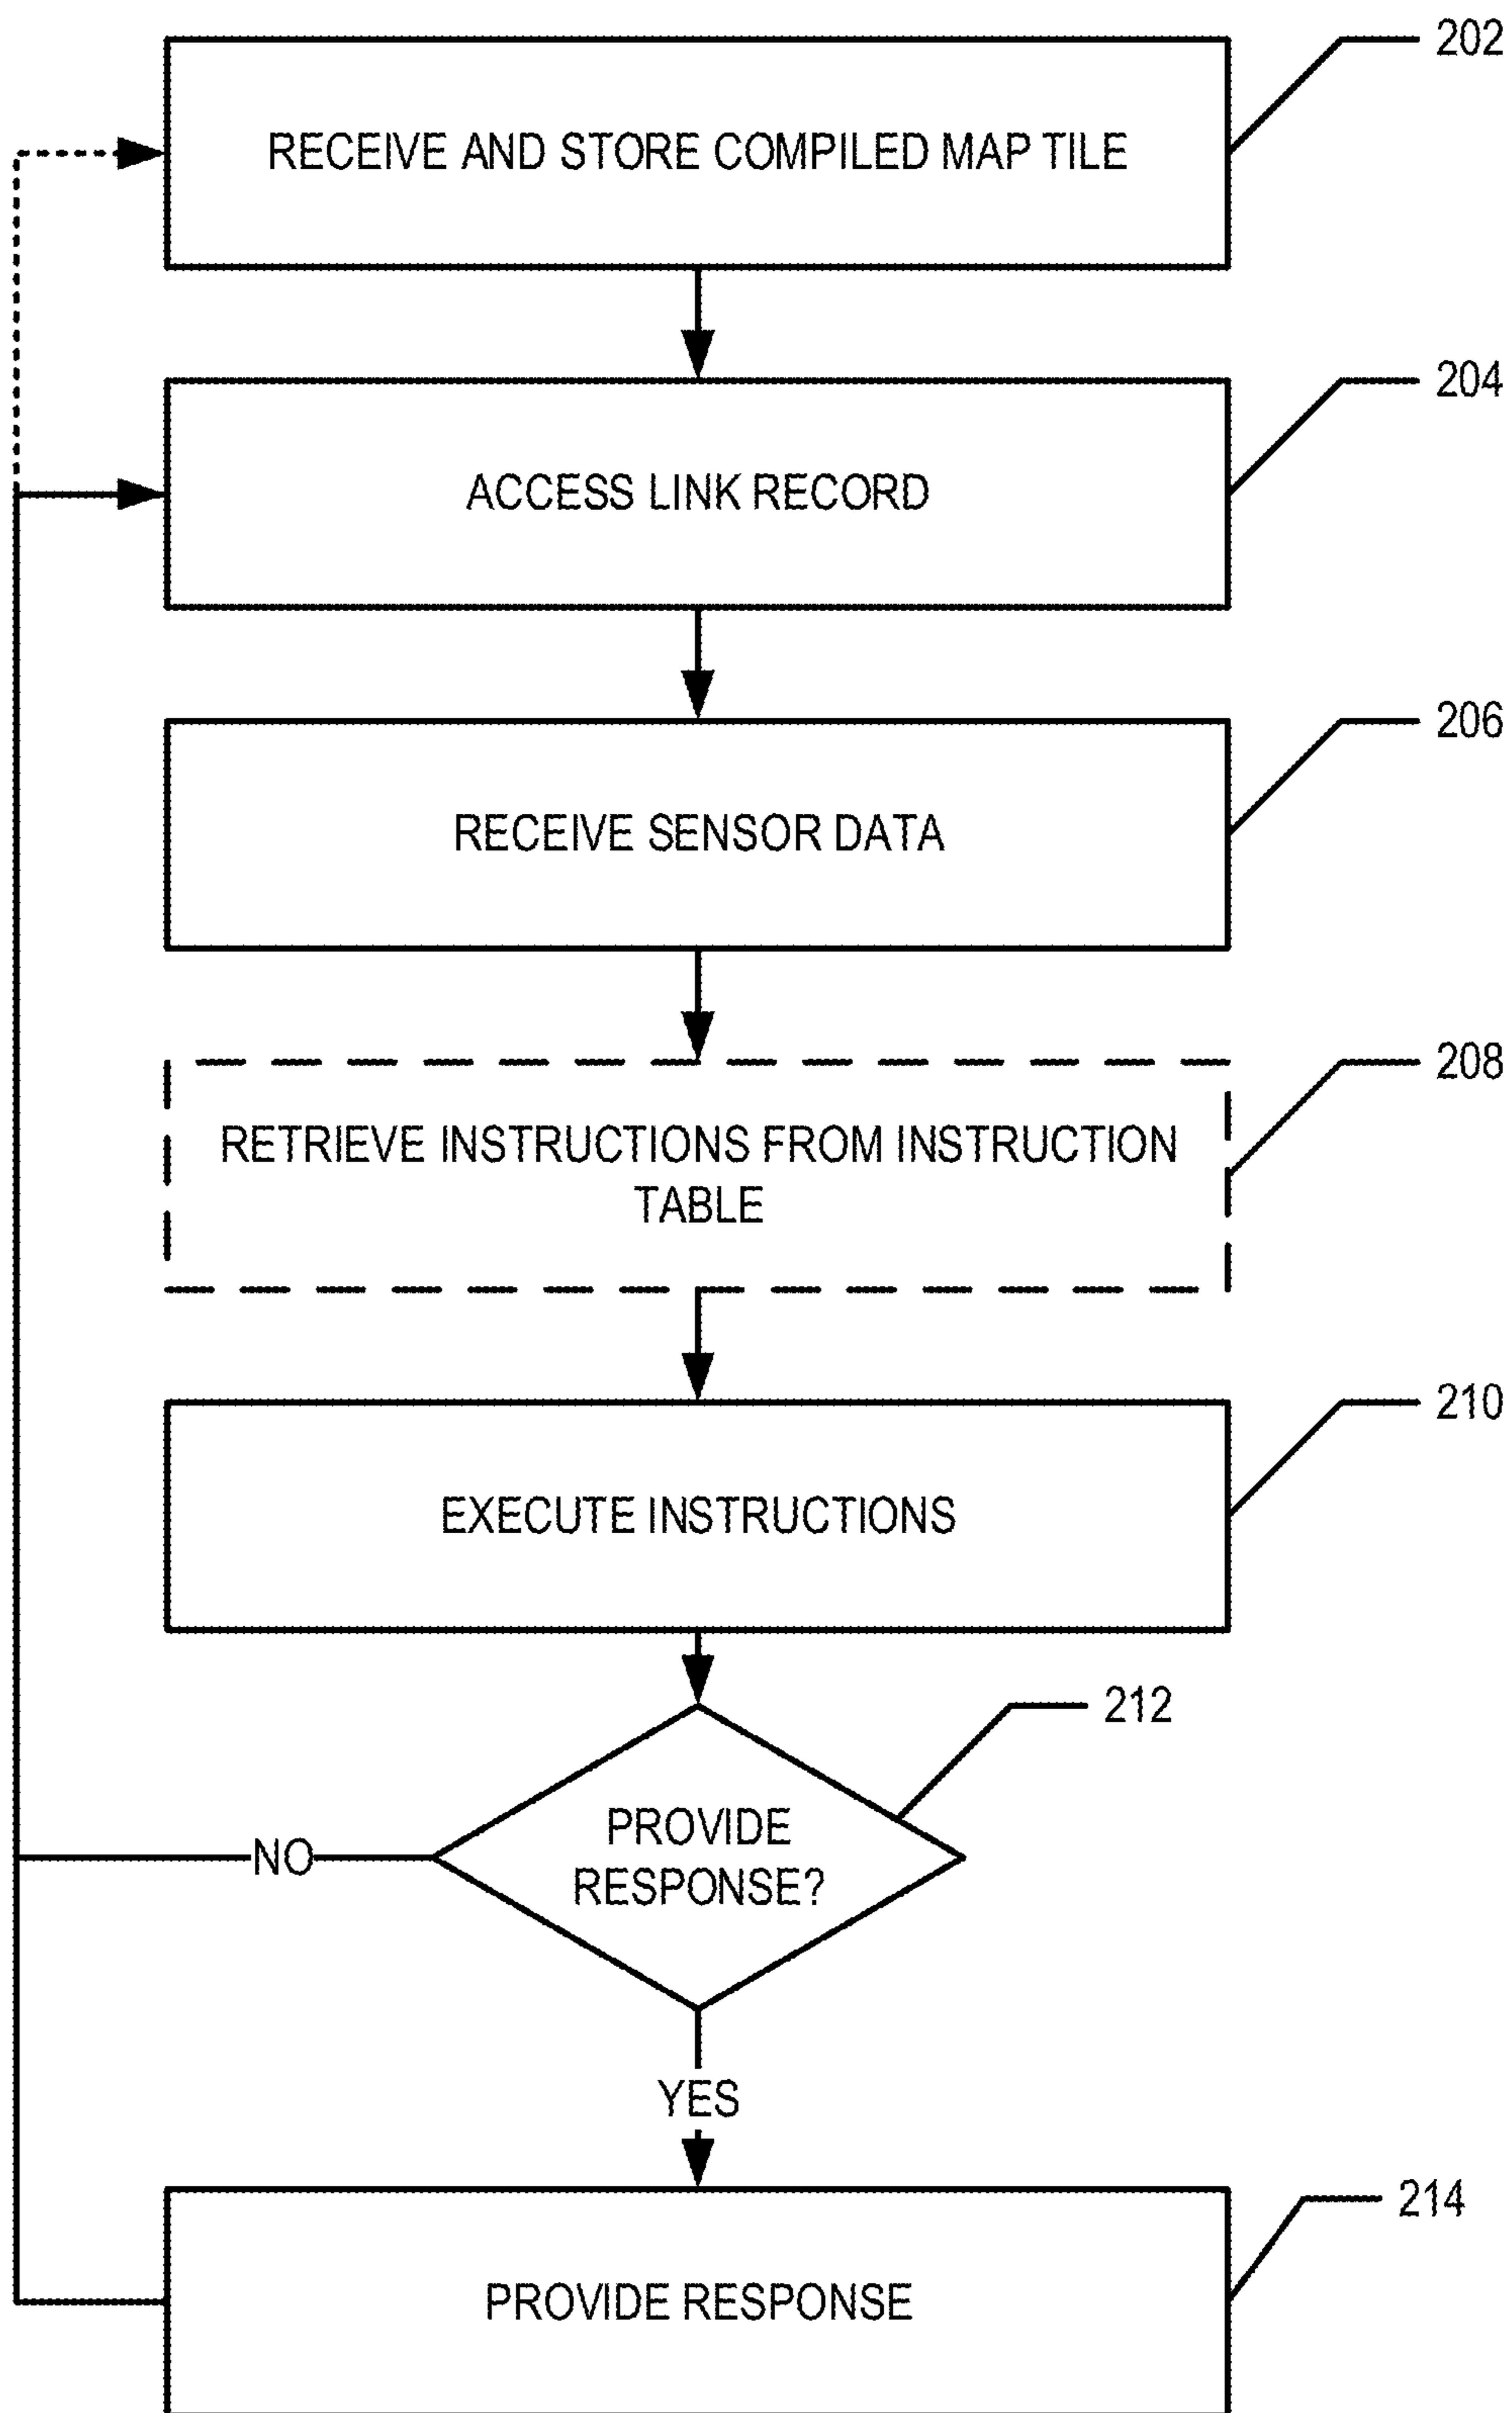 202
RECEIVE AND STORE COMPILED MAP TILE
204
ACCESS LINK RECORD
206
RECEIVE SENSOR DATA
208
RETRIEVE INSTRUCTIONS FROM INSTRUCTION
TABLE
210
EXECUTE INSTRUCTIONS
212
PROVIDE
RESPONSE?
NO
YES
214
PROVIDE RESPONSE